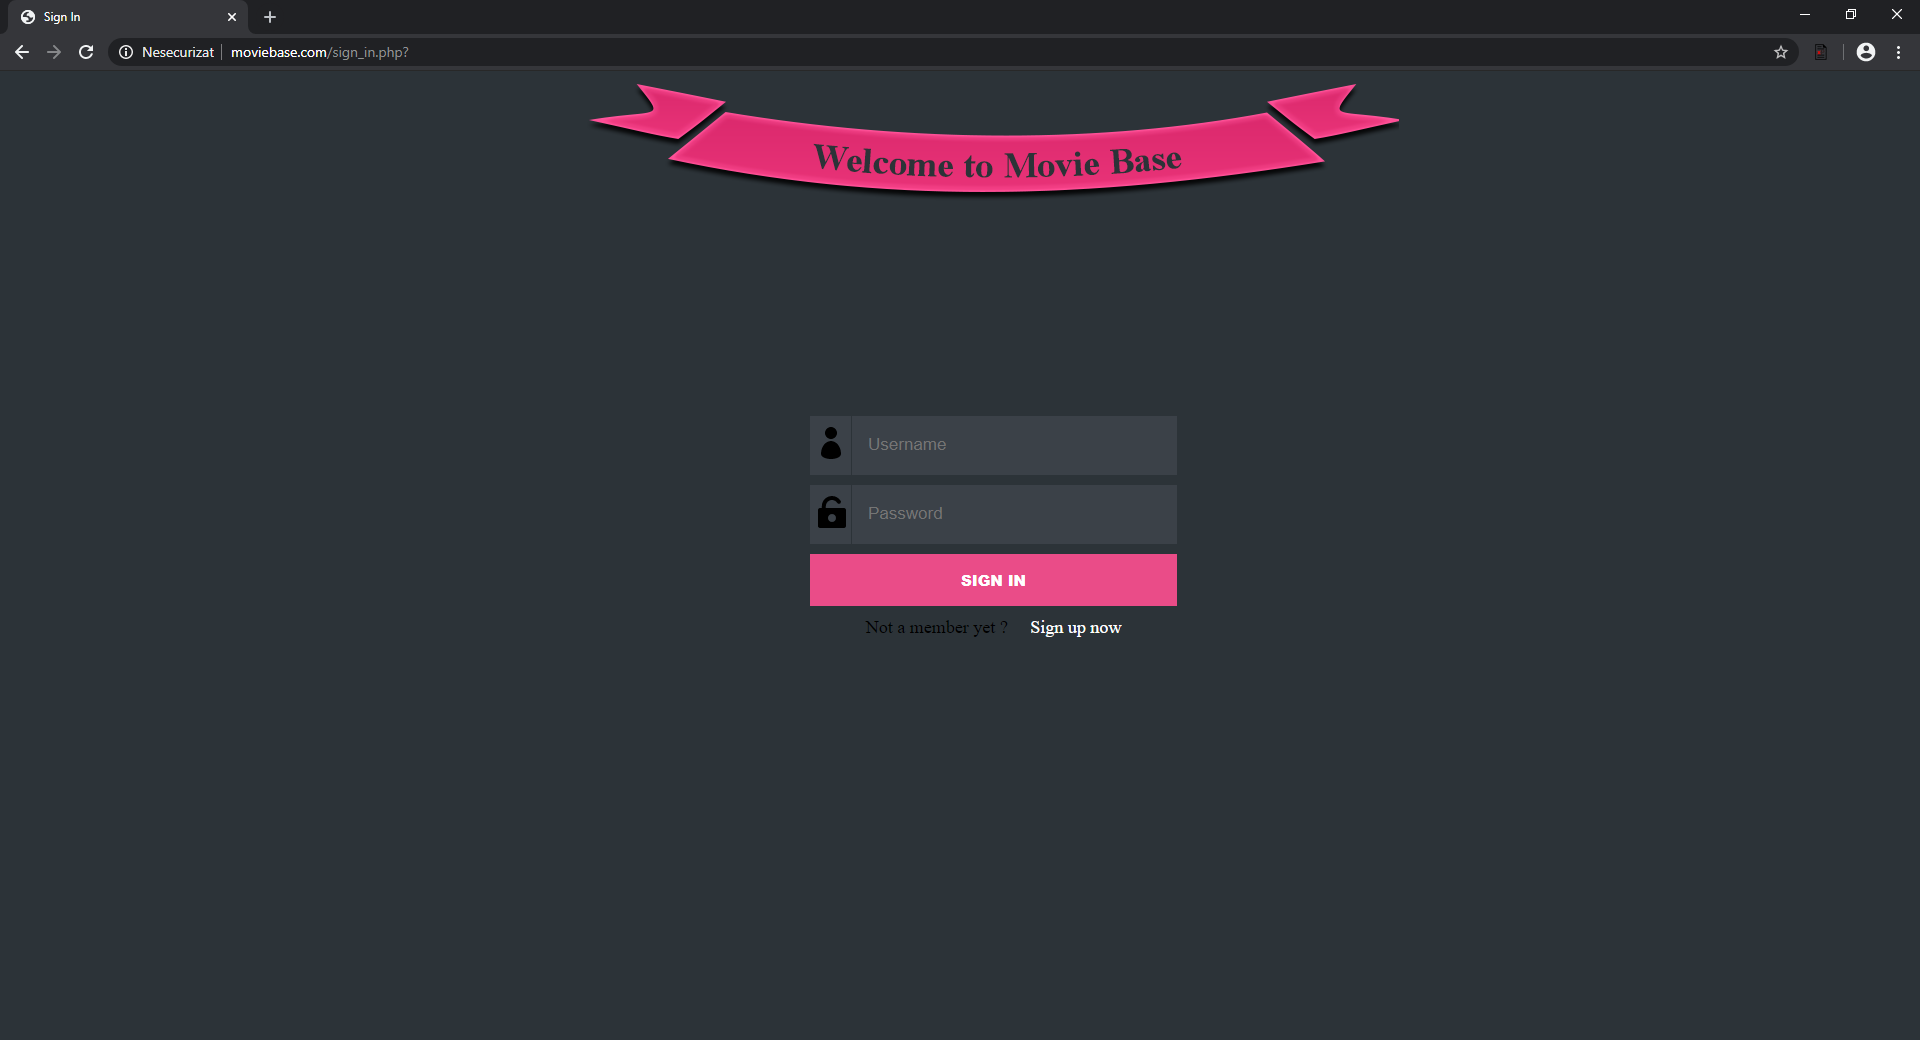 Sign In
Nesecurizat moviebase.com/sign_in.php?
Welcome to Movie Base
Username
Password
SIGN IN
Not a member yet ? Sign up now